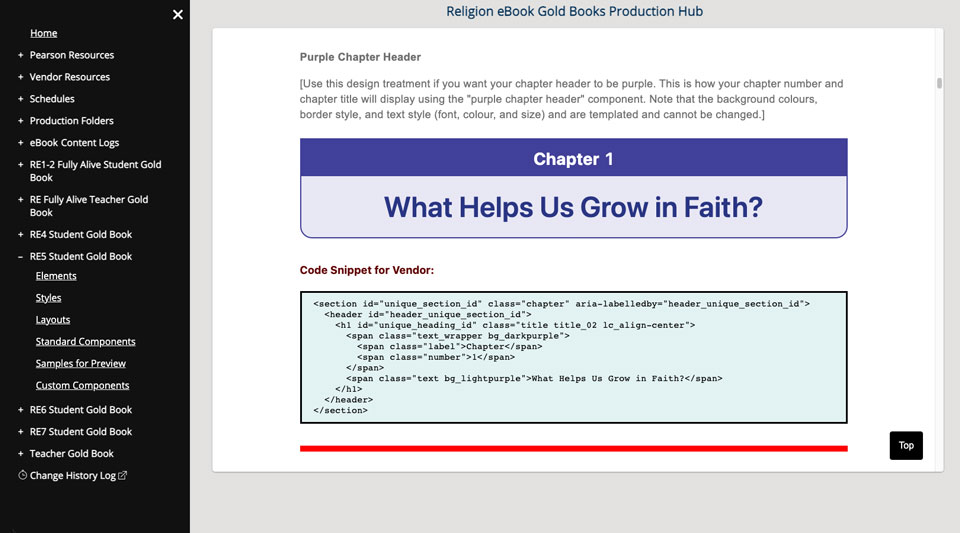 ×
Home
+ Pearson Resources
+ Vendor Resources
+ Schedules
+ Production Folders
+ eBook Content Logs
+ RE1-2 Fully Alive Student Gold
Book
+ RE Fully Alive Teacher Gold
Book
+ RE4 Student Gold Book
– RE5 Student Gold Book
Elements
Styles
Layouts
Standard Components
Samples for Preview
Custom Components
+ RE6 Student Gold Book
+ RE7 Student Gold Book
+ Teacher Gold Book
Change History Log
Religion eBook Gold Books Production Hub
Purple Chapter Header
[Use this design treatment if you want your chapter header to be purple. This is how your chapter number and
chapter title will display using the "purple chapter header" component. Note that the background colours,
border style, and text style (font, colour, and size) and are templated and cannot be changed.]
Chapter 1
What Helps Us Grow in Faith?
Code Snippet for Vendor:
<section id="unique_section_id" class="chapter" aria-labelledby="header_unique_section_id">
<header id="header_unique_section_id">
<h1 id="unique_heading_id" class="title title_02 lc_align-center">
<span class="text_wrapper bg_darkpurple">
<span class="label">Chapter</span>
<span class="number">1</span>
</span>
<span class="text bg_lightpurple">What Helps Us Grow in Faith?</span>
</h1>
</header>
</section>
Top